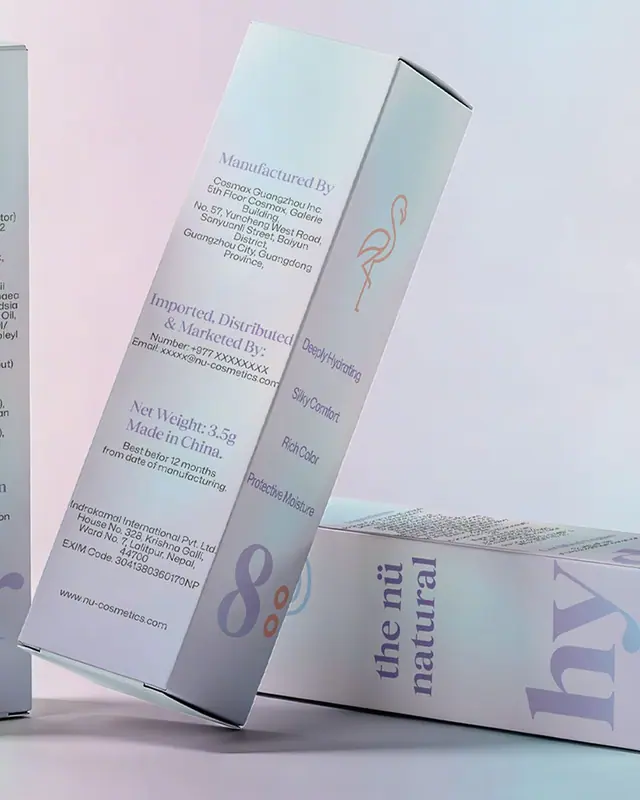 Manufactured By
Cosmax Guangzhou Inc
5th Floor Cosmax, Galerie
Building,
No. 57, Yuncheng West Road,
Sanyuanli Street, Baiyun
District,
Guangzhou City, Guangdong
Province,
Imported, Distributed
& Marketed By:
Number: +977 XXXXXXXX
Email: xxxxx@nu-cosmetics.com
Net Weight: 3.5g
Made in China.
Best befor 12 months
from date of manufacturing.
Indrakamal International Pvt. Ltd
House No. 328, Krishna Galli,
Wora No. 7, Lalitpur, Nepal,
44700
EXIM Code: 3041380360170NP
www.nu-cosmetics.com
Deeply Hydrating
Silky Comfort
Rich Color
Protective Moisture
8
the nü
natural
hy